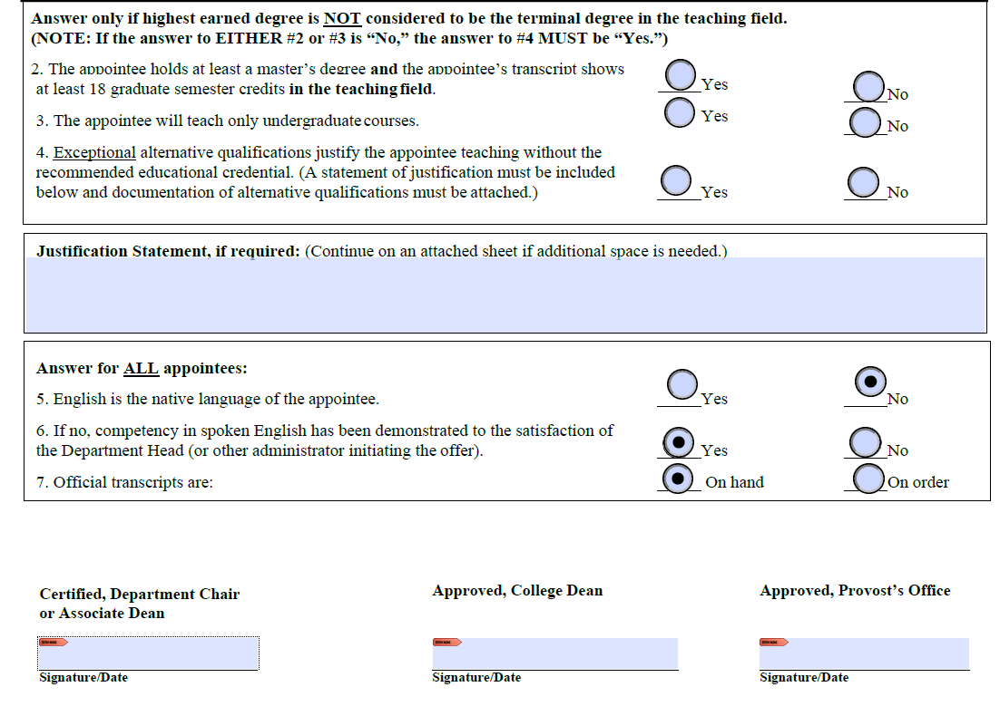 Answer only if highest earned degree is NOT considered to be the terminal degree in the teaching field.
(NOTE: If the answer to EITHER #2 or #3 is “No,” the answer to #4 MUST be “Yes.”)
2. The appointee holds at least a master’s degree and the appointee’s transcript shows
at least 18 graduate semester credits in the teaching field.
Yes
No
3. The appointee will teach only undergraduate courses.
Yes
No
4. Exceptional alternative qualifications justify the appointee teaching without the
recommended educational credential. (A statement of justification must be included
below and documentation of alternative qualifications must be attached.)
Yes
No
Justification Statement, if required: (Continue on an attached sheet if additional space is needed.)
Answer for ALL appointees:
5. English is the native language of the appointee.
Yes
No
6. If no, competency in spoken English has been demonstrated to the satisfaction of
the Department Head (or other administrator initiating the offer).
Yes
No
7. Official transcripts are:
On hand
On order
Certified, Department Chair
or Associate Dean
Approved, College Dean
Approved, Provost’s Office
Signature/Date
Signature/Date
Signature/Date